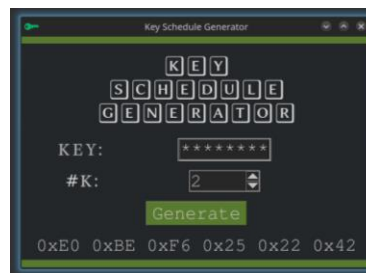 Key Schedule Generator
KEY
SCHEDULE
GENERATOR
KEY: ********
#K: 2
Generate
0xE0 0xBE 0xF6 0x25 0x22 0x42